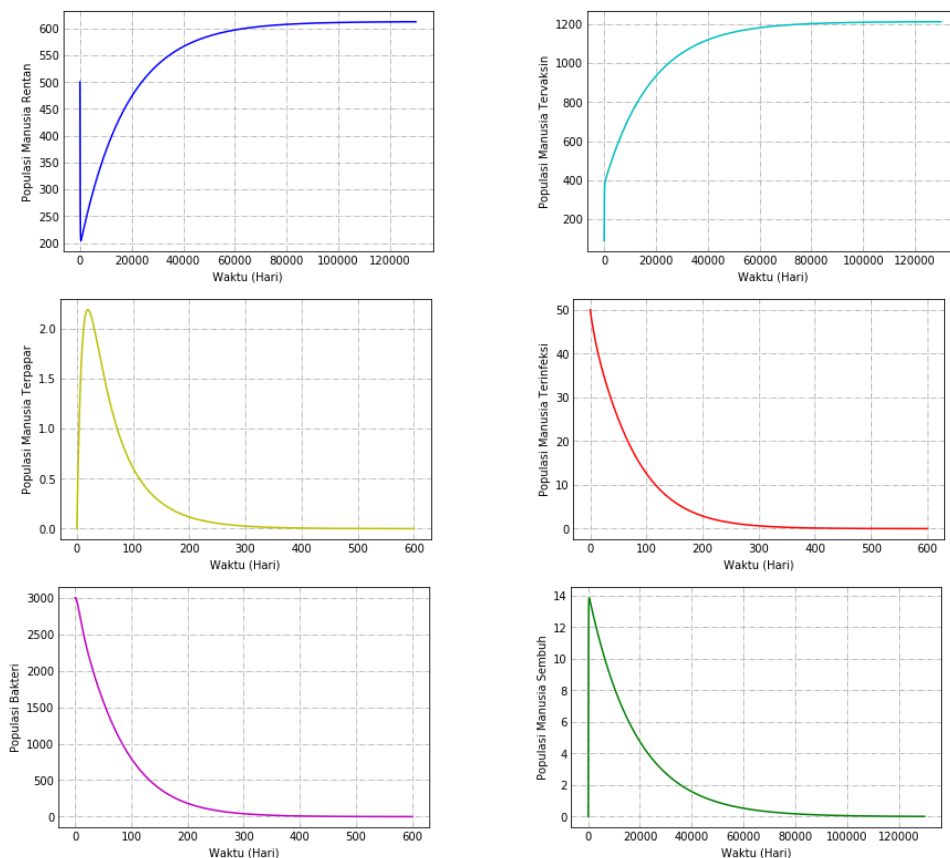 Populasi Manusia Rentan
600
550
500
450
400
350
300
250
200
0 20000 40000 60000 80000 100000 120000
Waktu (Hari)
Populasi Manusia Tervaksin
1200
1000
800
600
400
200
0 20000 40000 60000 80000 100000 120000
Waktu (Hari)
Populasi Manusia Terpapar
2.0
1.5
1.0
0.5
0.0
0 100 200 300 400 500 600
Waktu (Hari)
Populasi Manusia Terinfeksi
50
40
30
20
10
0
0 100 200 300 400 500 600
Waktu (Hari)
Populasi Bakteri
3000
2500
2000
1500
1000
500
0
0 100 200 300 400 500 600
Waktu (Hari)
Populasi Manusia Sembuh
14
12
10
8
6
4
2
0
0 20000 40000 60000 80000 100000 120000
Waktu (Hari)